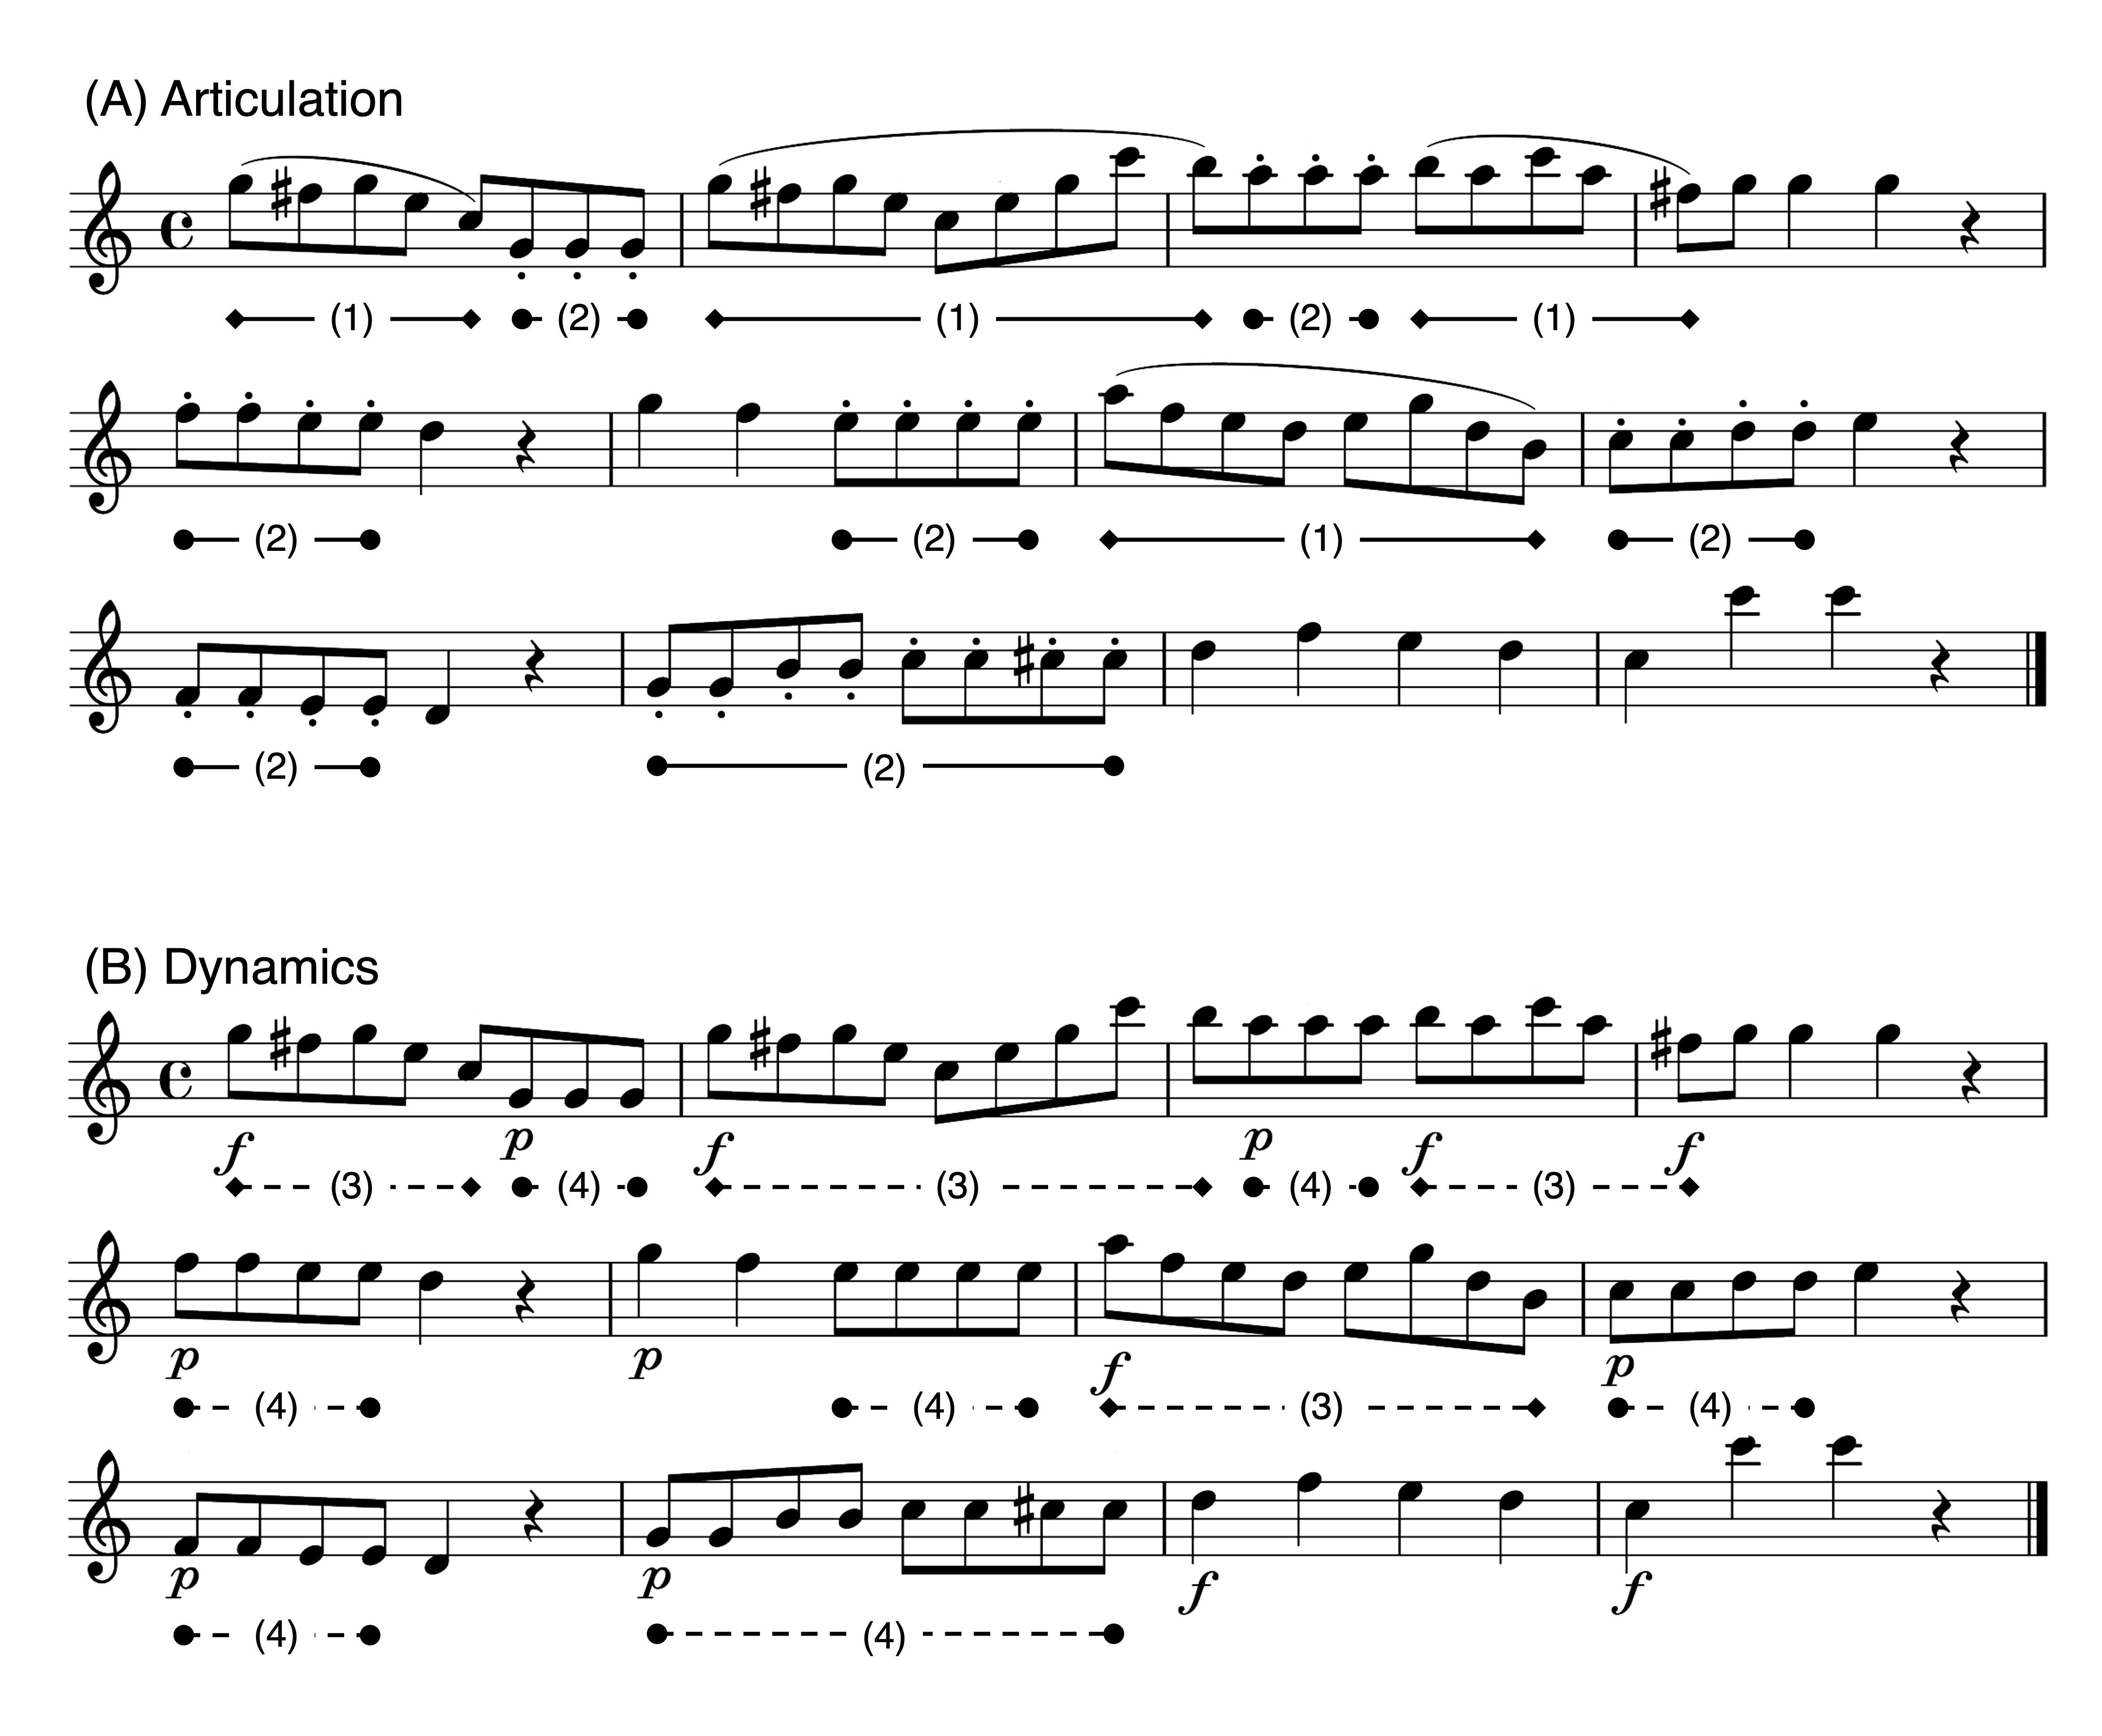 (A) Articulation
(1) (2) (1) (2) (1)
(2) (2) (1) (2)
(2) (2)
(B) Dynamics
f p f p f f
(3) (4) (3) (4) (3)
p p f p
(4) (4) (3) (4)
p p f f
(4) (4)